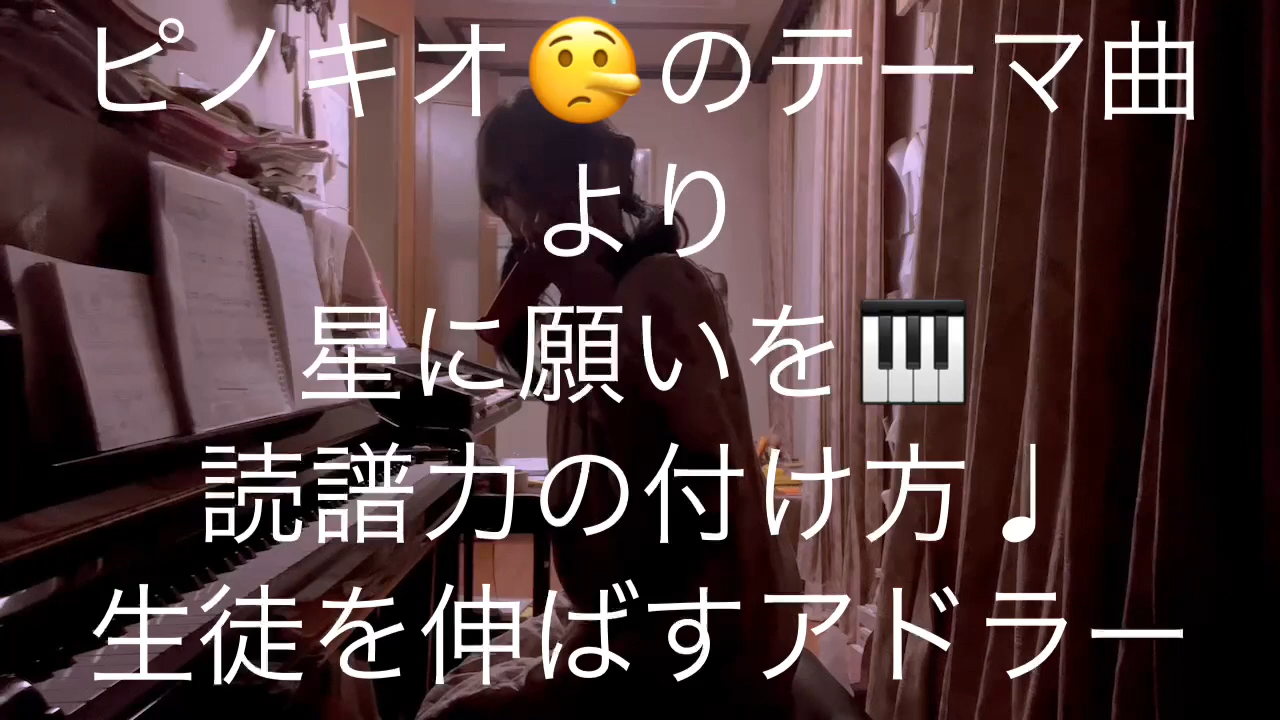 ピノキオ🤥のテーマ曲
より
星に願いを🎹
読譜力の付け方♩
生徒を伸ばすアドラー